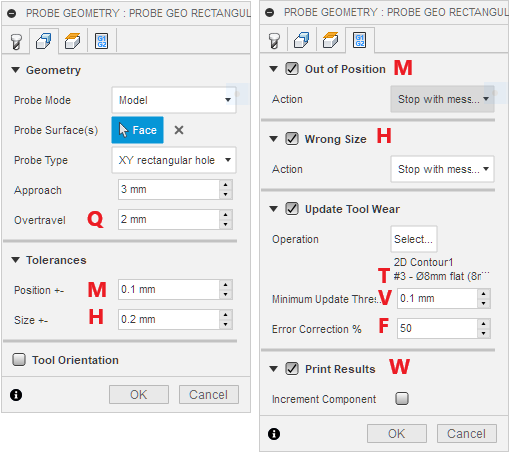 PROBE GEOMETRY : PROBE GEO RECTANGUL
Geometry
Probe Mode Model
Probe Surface(s) Face
Probe Type XY rectangular hole
Approach 3 mm
Overtravel Q 2 mm
Tolerances
Position +- M 0.1 mm
Size +- H 0.2 mm
Tool Orientation
OK Cancel
PROBE GEOMETRY : PROBE GEO RECTANGUL
G1
G2
Out of Position M
Action Stop with mess...
Wrong Size H
Action Stop with mess...
Update Tool Wear
Operation Select...
2D Contour1
T #3 - Ø8mm flat (8r...
Minimum Update Thre... V 0.1 mm
Error Correction % F 50
Print Results W
Increment Component
OK Cancel